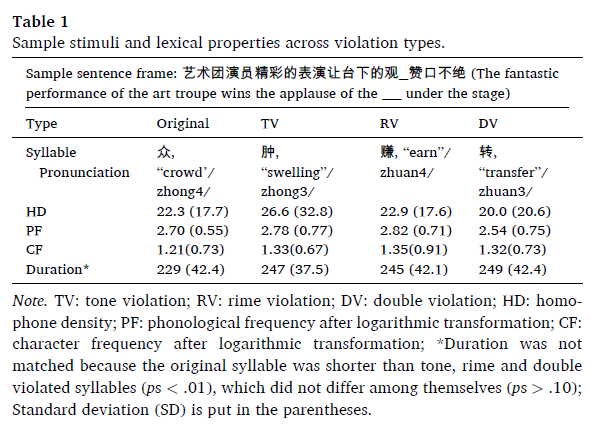 Table 1
Sample stimuli and lexical properties across violation types.
Sample sentence frame: 艺术团演员精彩的表演让台下的观_赞口不绝 (The fantastic
performance of the art troupe wins the applause of the __ under the stage)
Type Original TV RV DV
Syllable 众, 肿, 赚, “earn”/ 转,
Pronunciation “crowd’/ “swelling”/ zhuan4/ “transfer”/
zhong4/ zhong3/ zhuan3/
HD 22.3 (17.7) 26.6 (32.8) 22.9 (17.6) 20.0 (20.6)
PF 2.70 (0.55) 2.78 (0.77) 2.82 (0.71) 2.54 (0.75)
CF 1.21(0.73) 1.33(0.67) 1.35(0.91) 1.32(0.73)
Duration* 229 (42.4) 247 (37.5) 245 (42.1) 249 (42.4)
Note. TV: tone violation; RV: rime violation; DV: double violation; HD: homo-
phone density; PF: phonological frequency after logarithmic transformation; CF:
character frequency after logarithmic transformation; *Duration was not
matched because the original syllable was shorter than tone, rime and double
violated syllables (ps < .01), which did not differ among themselves (ps > .10);
Standard deviation (SD) is put in the parentheses.